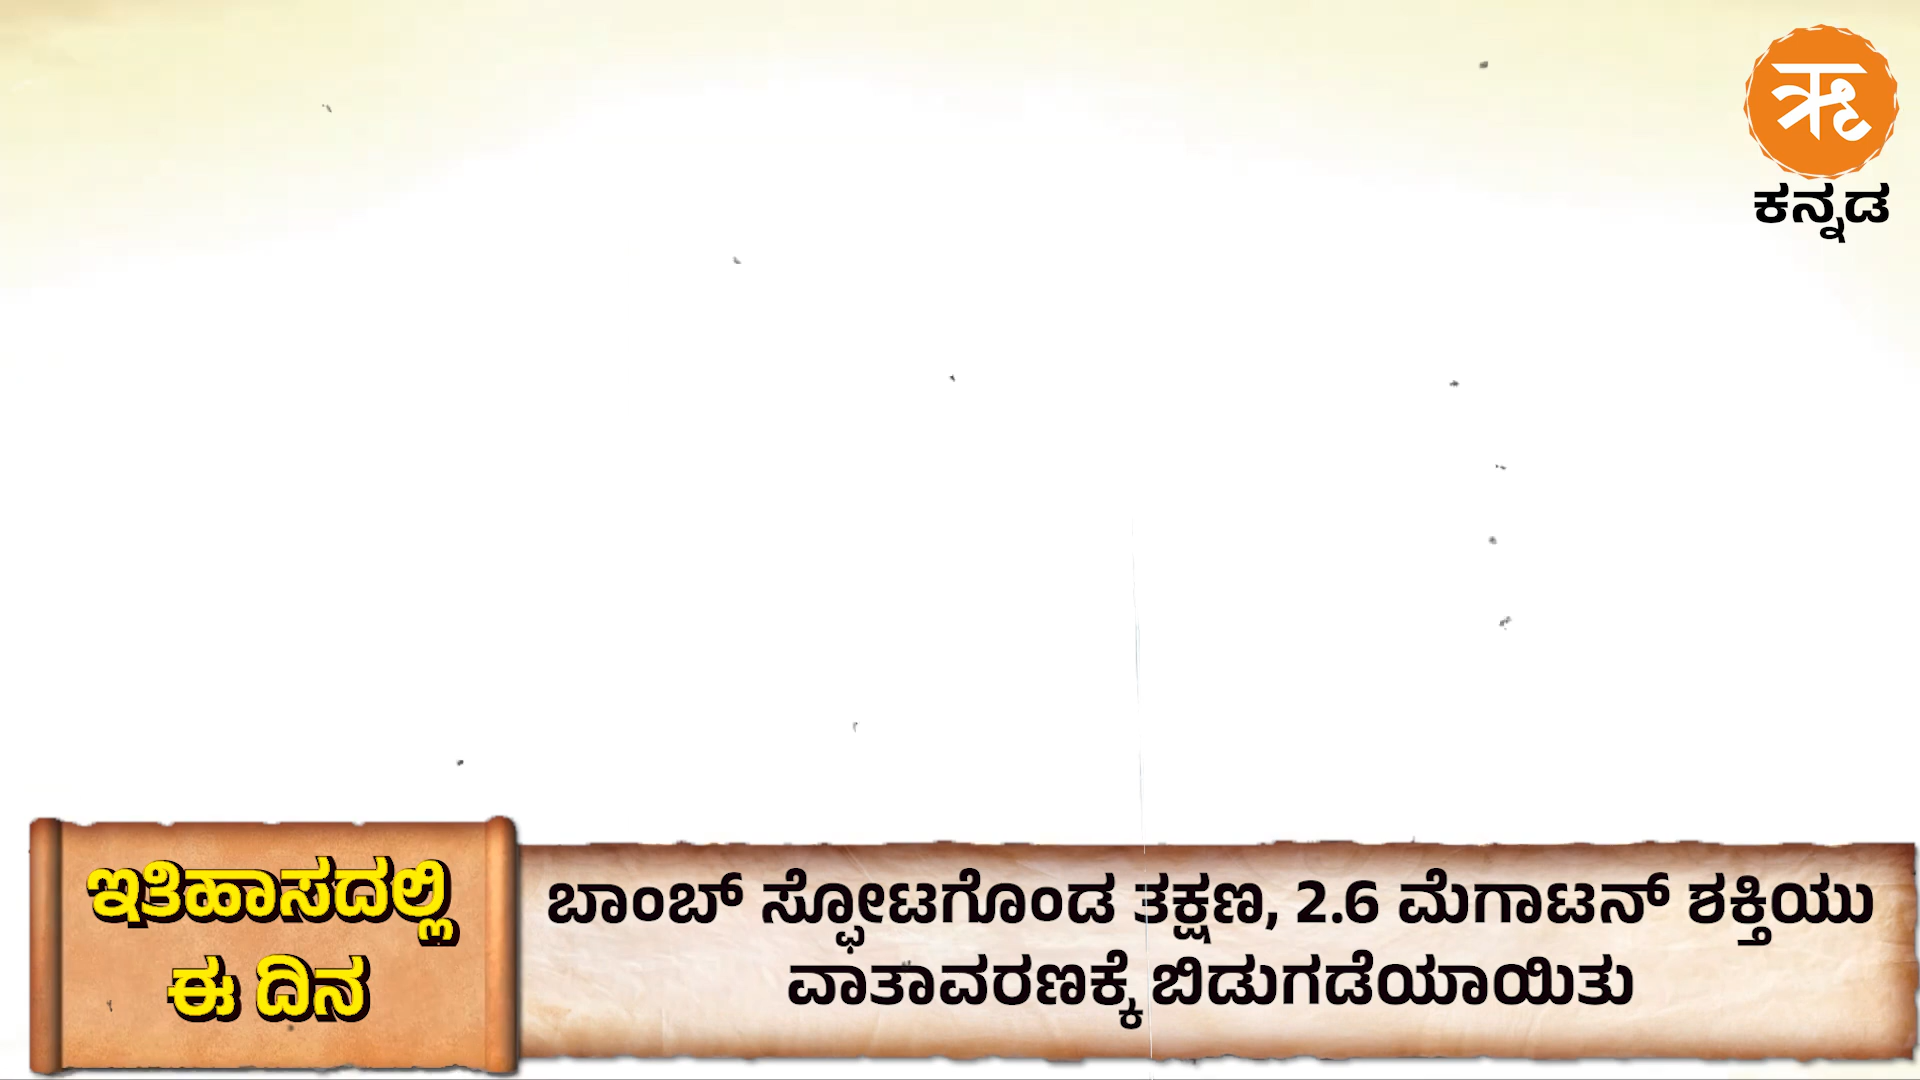 ऋ
ಕನ್ನಡ
ಇತಿಹಾಸದಲ್ಲಿ
ಈ ದಿನ
ಬಾಂಬ್ ಸ್ಫೋಟಗೊಂಡ ತಕ್ಷಣ, 2.6 ಮೆಗಾಟನ್ ಶಕ್ತಿಯು
ವಾತಾವರಣಕ್ಕೆ ಬಿಡುಗಡೆಯಾಯಿತು